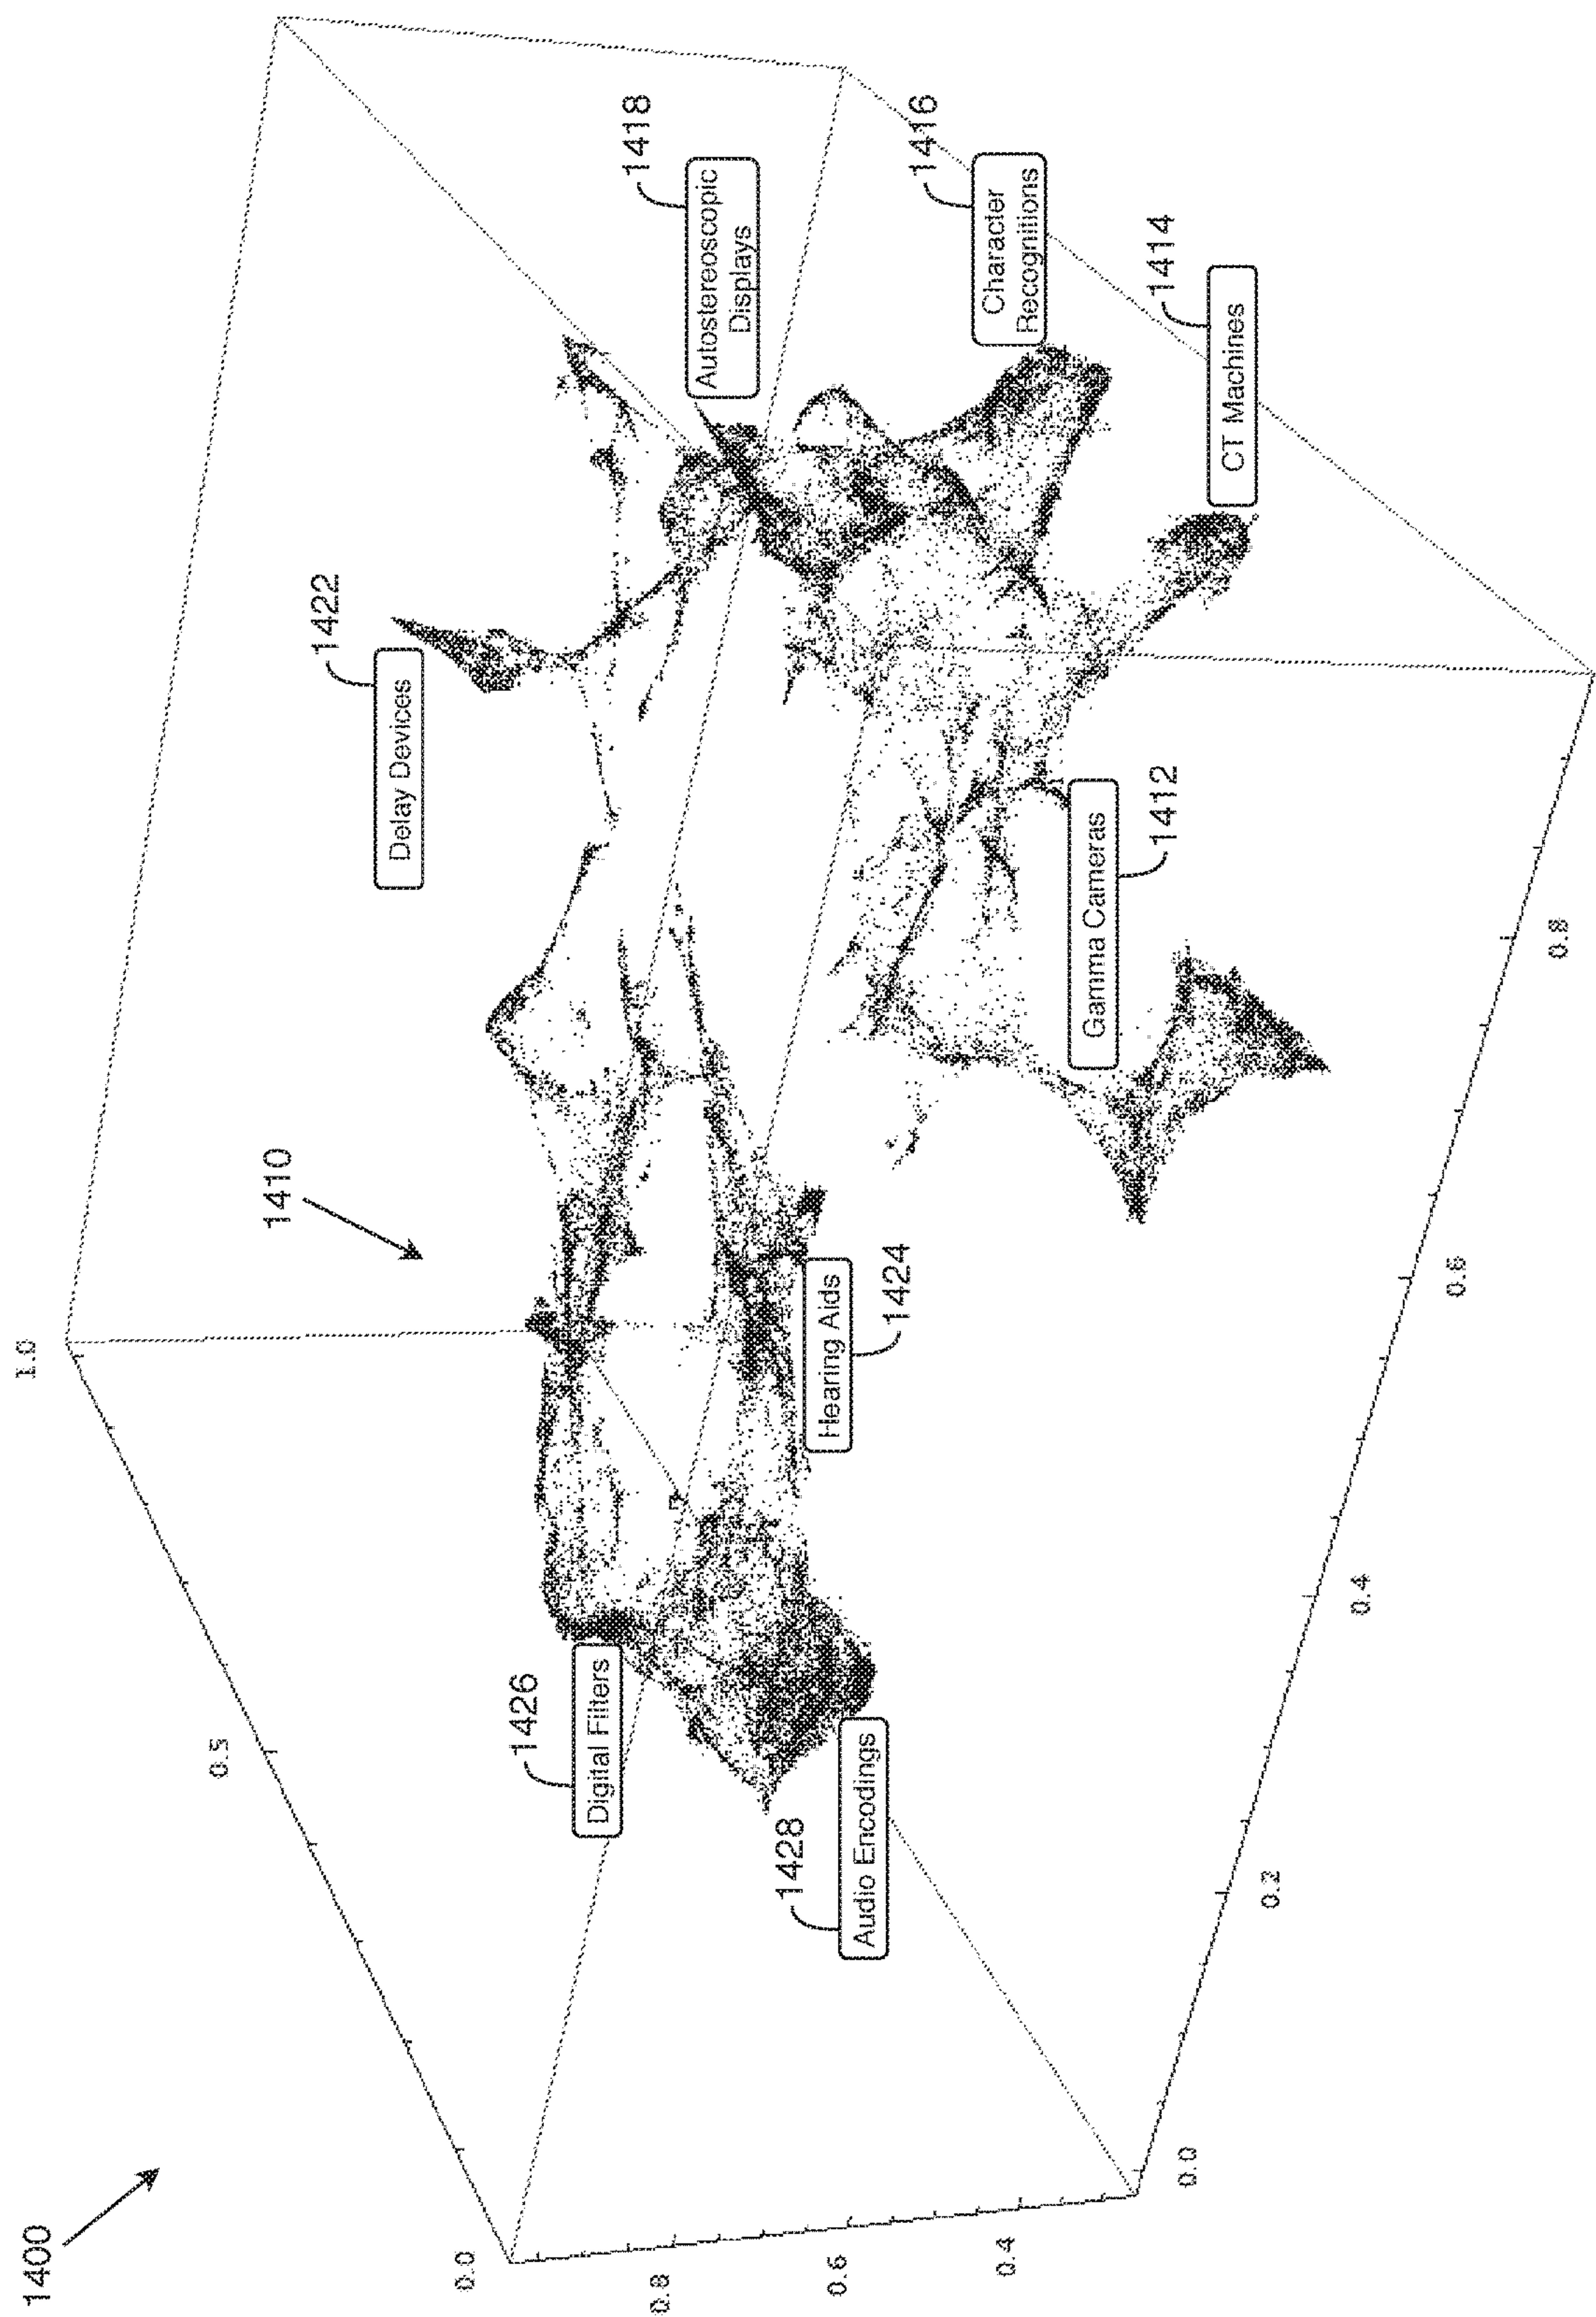 1400
1.0
0.5
1410
1422
Delay Devices
0.0
1426
Digital Filters
1418
0.8
Autostereoscopic
Displays
1428
Hearing Aids
0.6
Audio Encodings
1424
1416
Character
Recognitions
0.4
Gamma Cameras
1412
1414
0.0
CT Machines
0.2
0.4
0.6
0.8